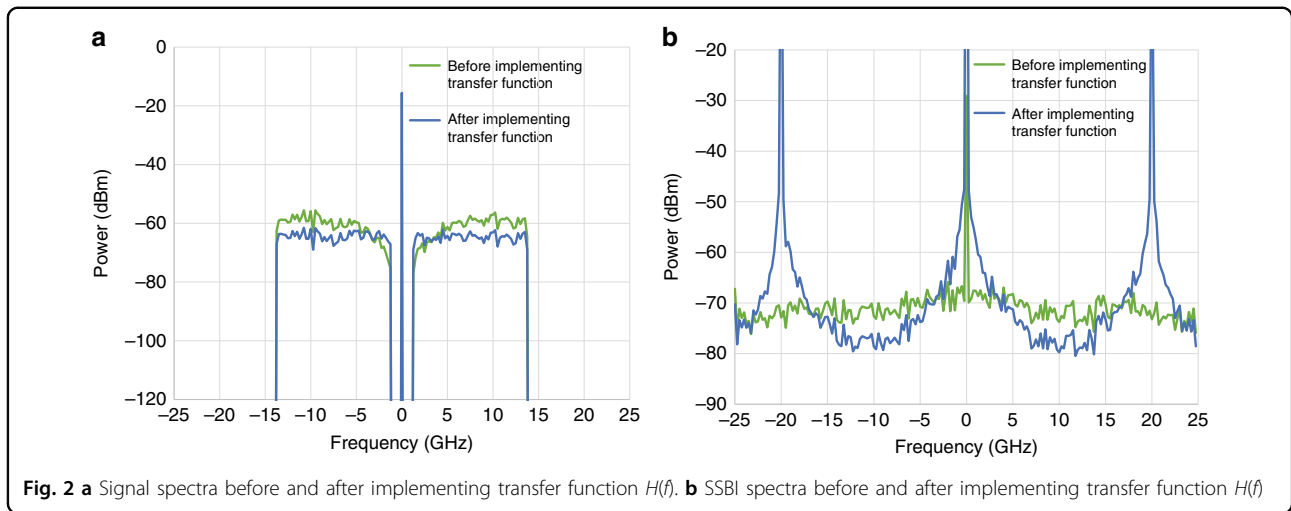 a
0
−20
−40
−60
−80
−100
−120
−25
−20
−15
−10
−5
0
5
10
15
20
25
Power (dBm)
Frequency (GHz)
Before implementing
transfer function
After implementing
transfer function
b
−20
−30
−40
−50
−60
−70
−80
−90
−25
−20
−15
−10
−5
0
5
10
15
20
25
Power (dBm)
Frequency (GHz)
Before implementing
transfer function
After implementing
transfer function
Fig. 2 a Signal spectra before and after implementing transfer function H(f). b SSBI spectra before and after implementing transfer function H(f)